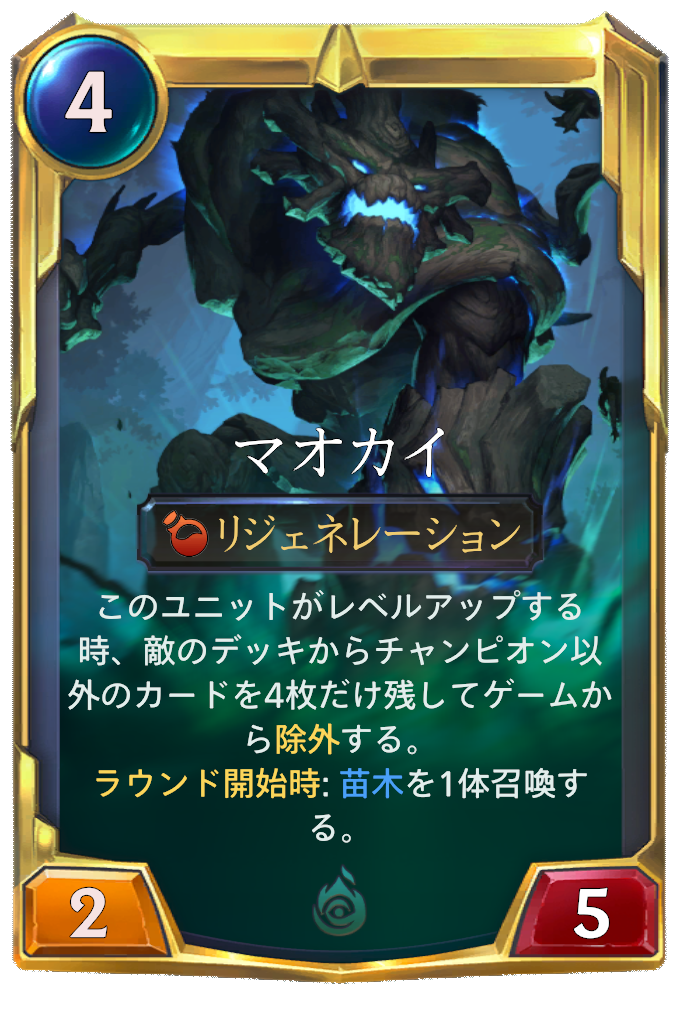 4
マオカイ
リジェネレーション
このユニットがレベルアップする
時、敵のデッキからチャンピオン以
外のカードを4枚だけ残してゲームか
ら除外する。
ラウンド開始時: 苗木を1体召喚す
る。
2
5